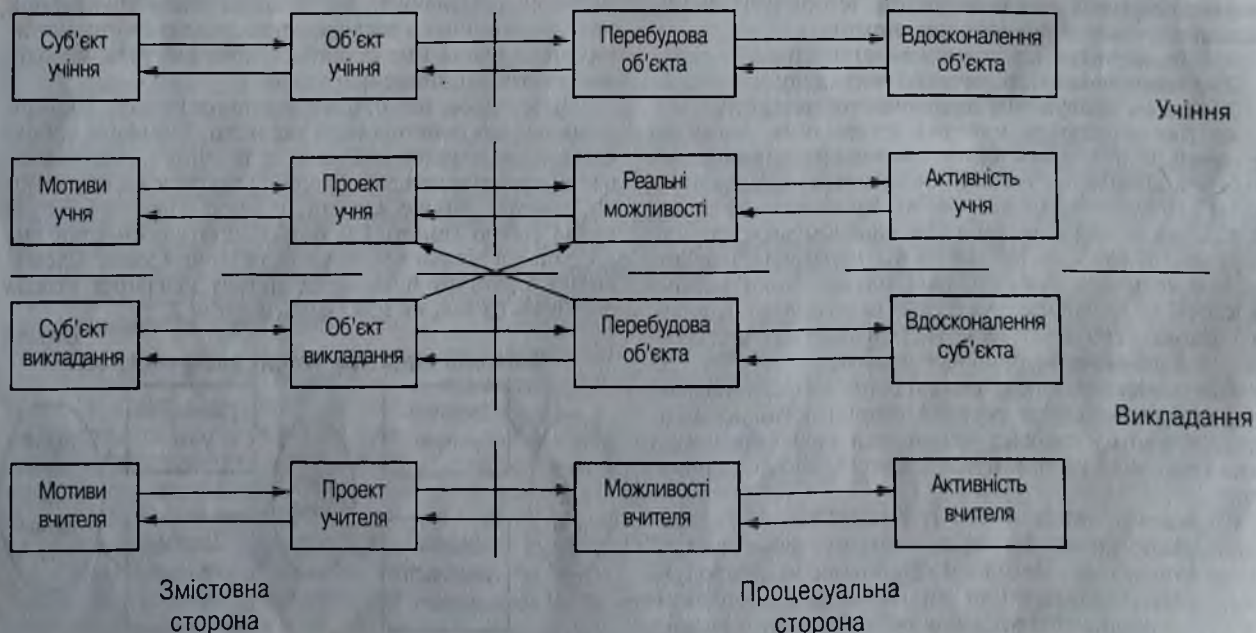 Суб’єкт
учіння
Об’єкт
учіння
Перебудова
об’єкта
Вдосконалення
об’єкта
Учіння
Мотиви
учня
Проект
учня
Реальні
можливості
Активність
учня
Суб’єкт
викладання
Об’єкт
викладання
Перебудова
об’єкта
Вдосконалення
суб’єкта
Викладання
Мотиви
вчителя
Проект
учителя
Можливості
вчителя
Активність
вчителя
Змістовна
сторона
Процесуальна
сторона